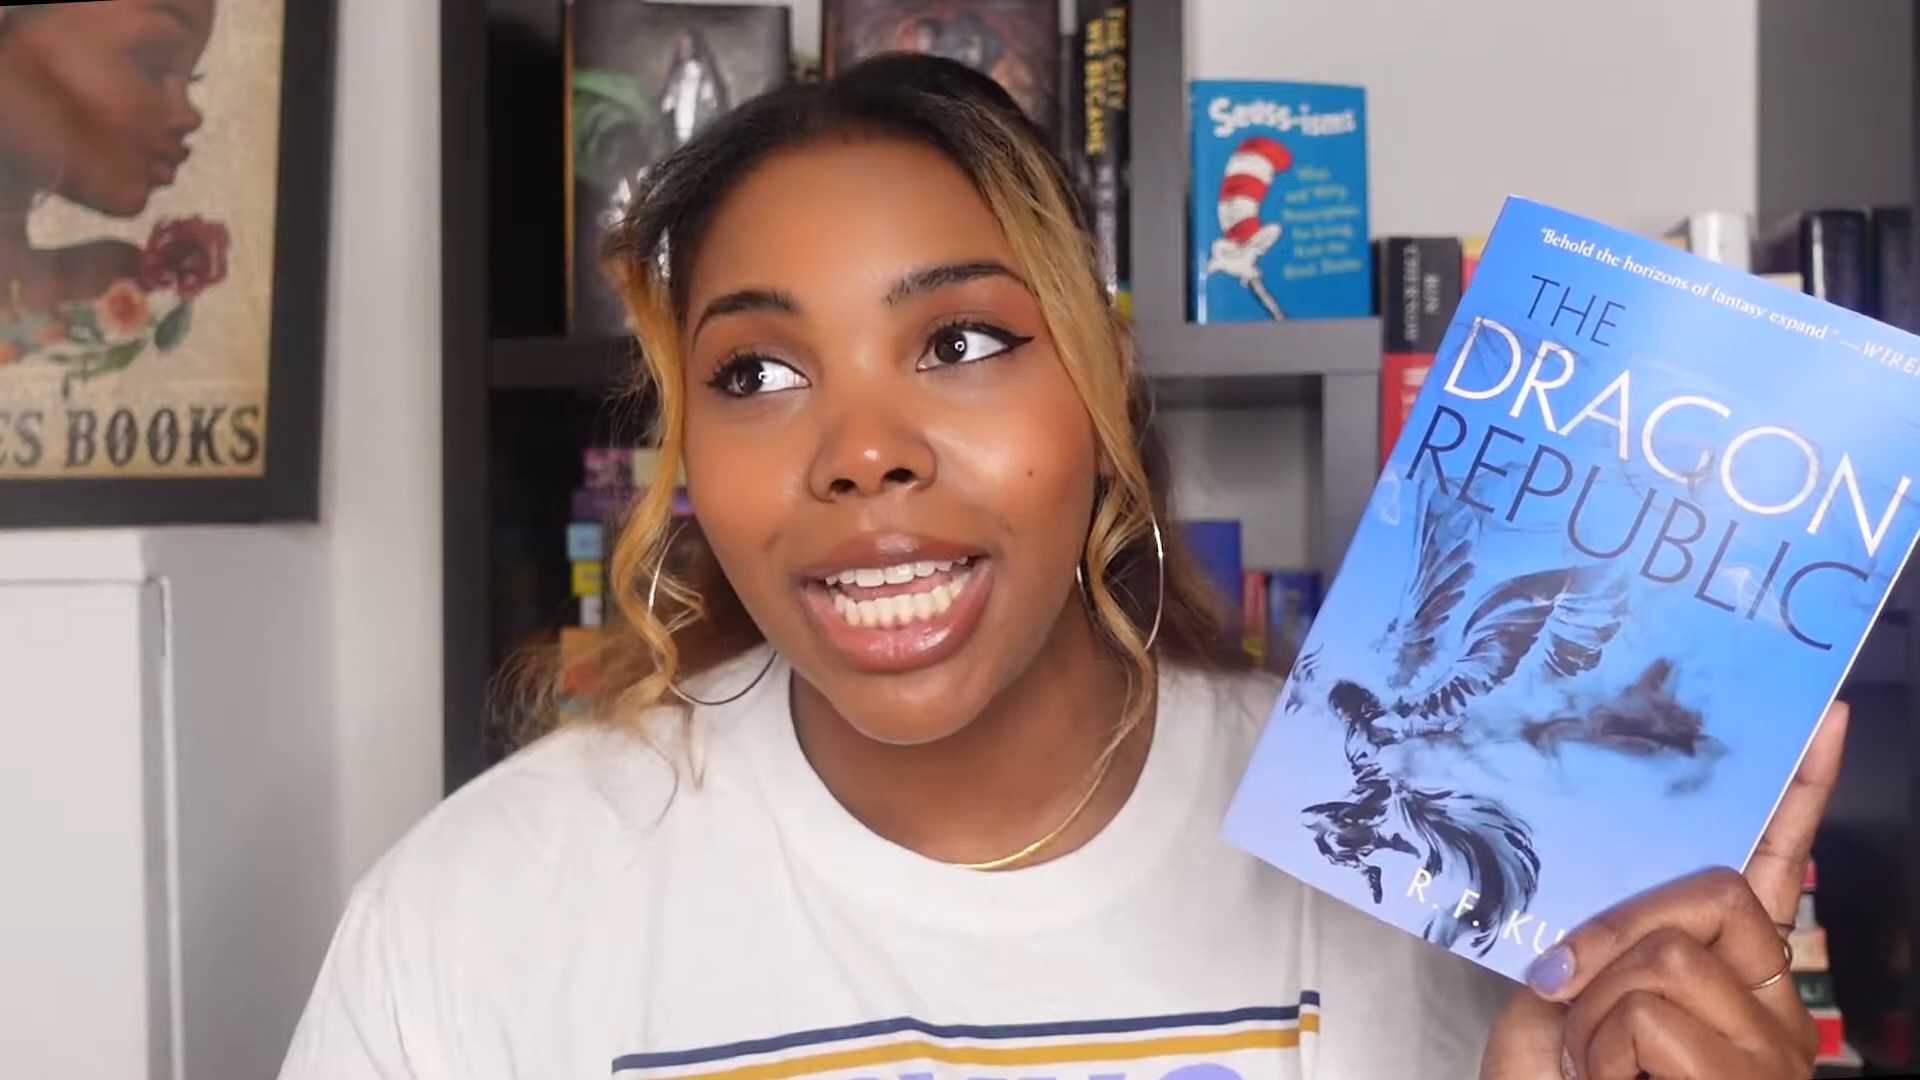 ES BOOKS
THE CITY
WE BECAME
Seuss-isms
"Behold the horizons of fantasy expand." —WIRE
THE
DRAGON
REPUBLIC
R. F. KU